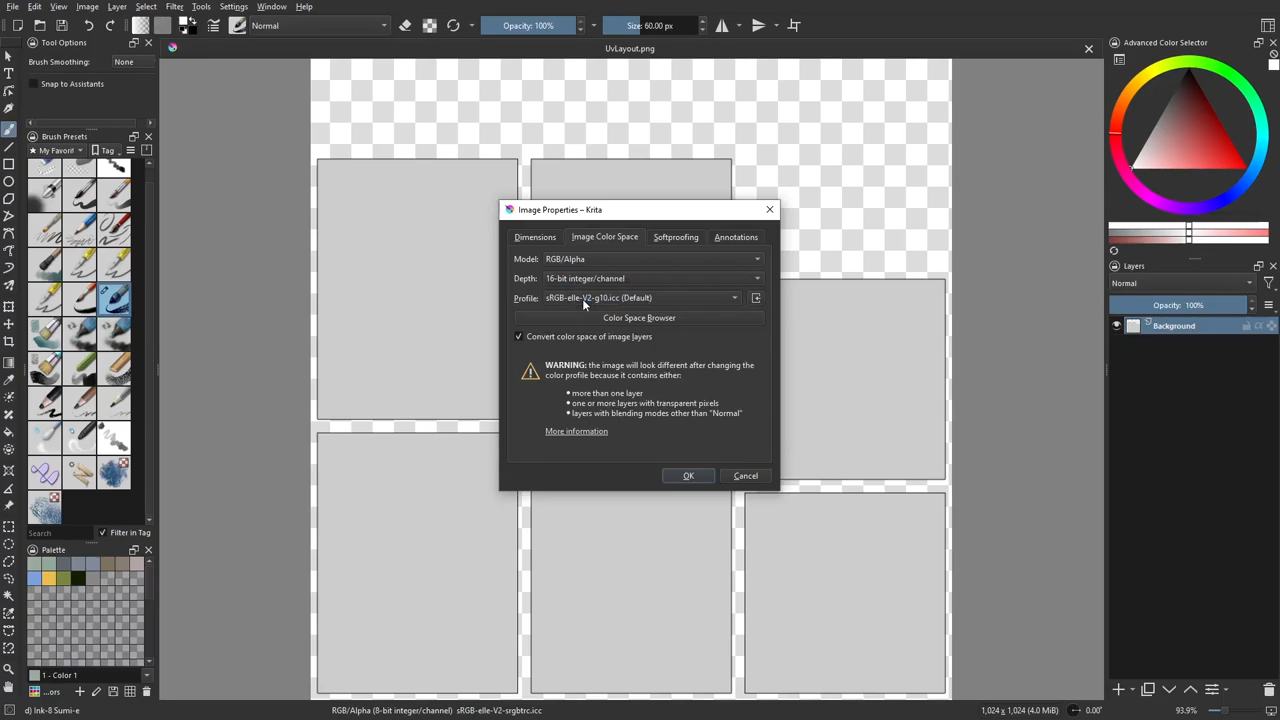 File Edit View Image Layer Select Filter Tools Settings Window Help
Normal
Opacity: 100%
Size: 60.00 px
Tool Options
UvLayout.png
Advanced Color Selector
Brush Smoothing: None
Snap to Assistants
Brush Presets
My Favori
Tag
Image Properties – Krita
Dimensions Image Color Space Softproofing Annotations
Model: RGB/Alpha
Depth: 16-bit integer/channel
Profile: sRGB-elle-V2-g10.icc (Default)
Color Space Browser
Convert color space of image layers
WARNING: the image will look different after changing the
color profile because it contains either:
• more than one layer
• one or more layers with transparent pixels
• layers with blending modes other than "Normal"
More information
OK Cancel
Layers
Normal
Opacity: 100%
Background
Search
Filter in Tag
Palette
1 - Color 1
...ors
d) Ink-8 Sumi-e
RGB/Alpha (8-bit integer/channel) sRGB-elle-V2-srgbtrc.icc
1,024 x 1,024 (4.0 MiB)
0.00°
93.9%